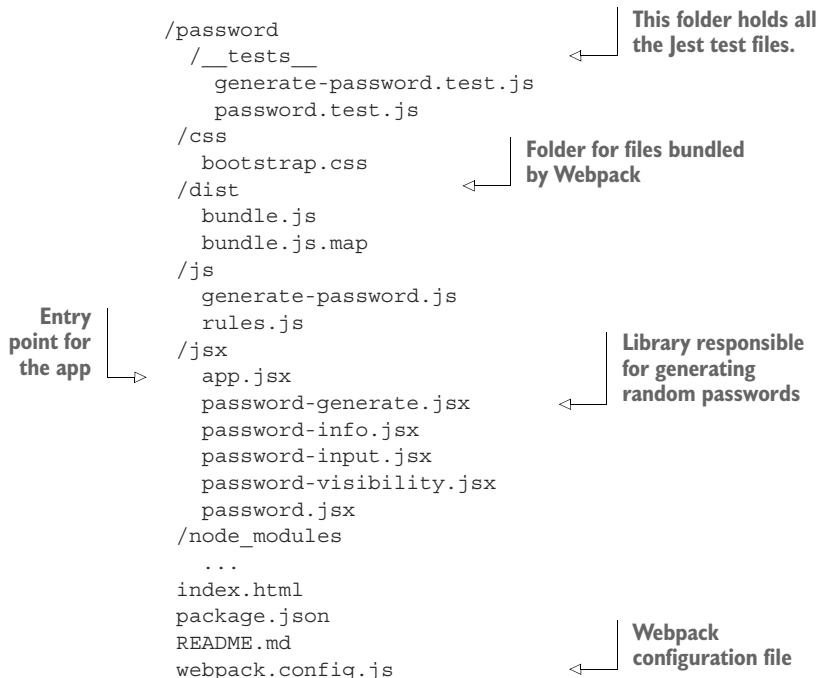 /password
/__tests__
generate-password.test.js
password.test.js
/css
bootstrap.css
/dist
bundle.js
bundle.js.map
/js
generate-password.js
rules.js
/jsx
app.jsx
password-generate.jsx
password-info.jsx
password-input.jsx
password-visibility.jsx
password.jsx
/node_modules
...
index.html
package.json
README.md
webpack.config.js
This folder holds all
the Jest test files.
Folder for files bundled
by Webpack
Entry
point for
the app
Library responsible
for generating
random passwords
Webpack
configuration file